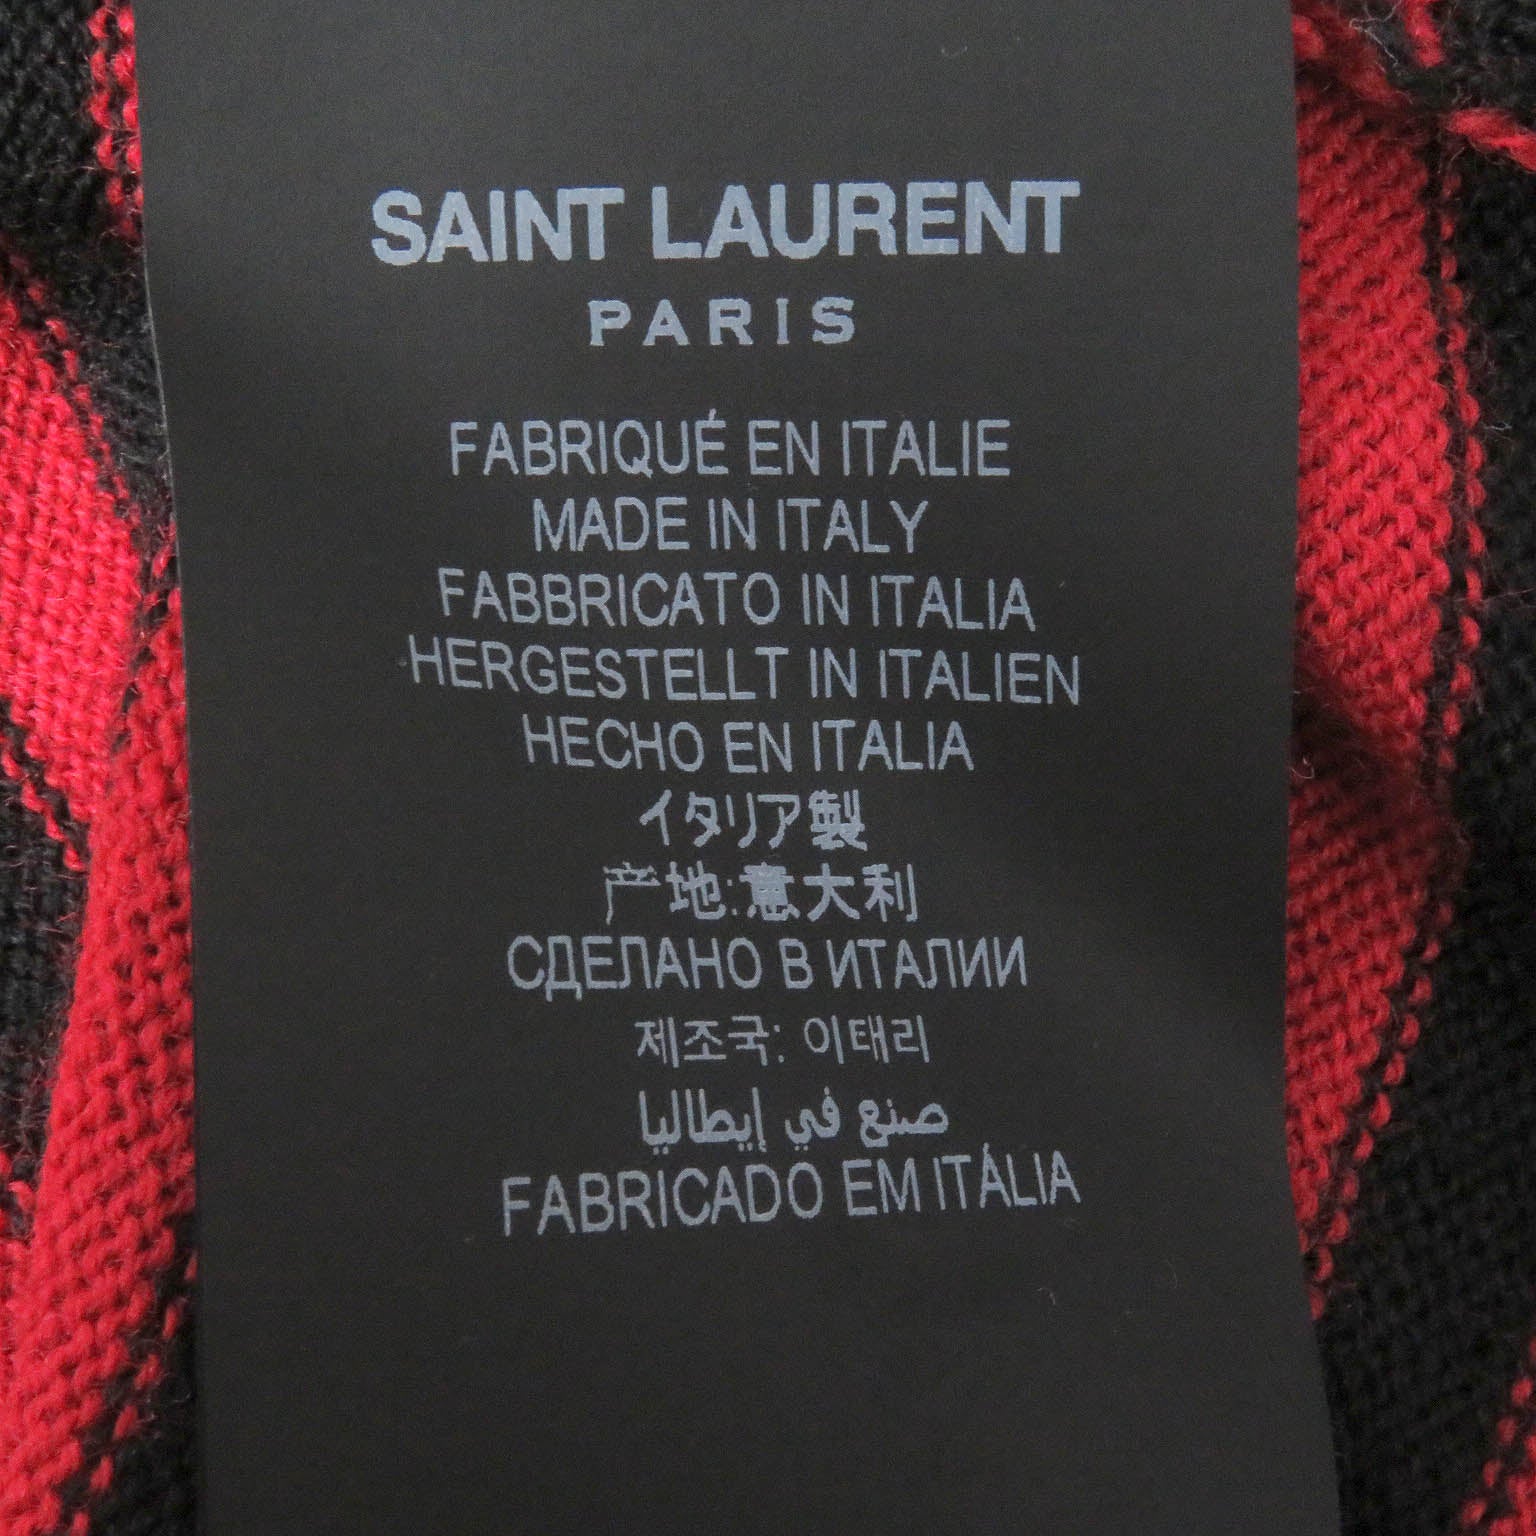 SAINT LAURENT
PARIS
FABRIQUÉ EN ITALIE
MADE IN ITALY
FABBRICATO IN ITALIA
HERGESTELLT IN ITALIEN
HECHO EN ITALIA
イタリア製
产地:意大利
СДЕЛАНО В ИТАЛИИ
제조국: 이태리
صنع في إيطاليا
FABRICADO EM ITÁLIA